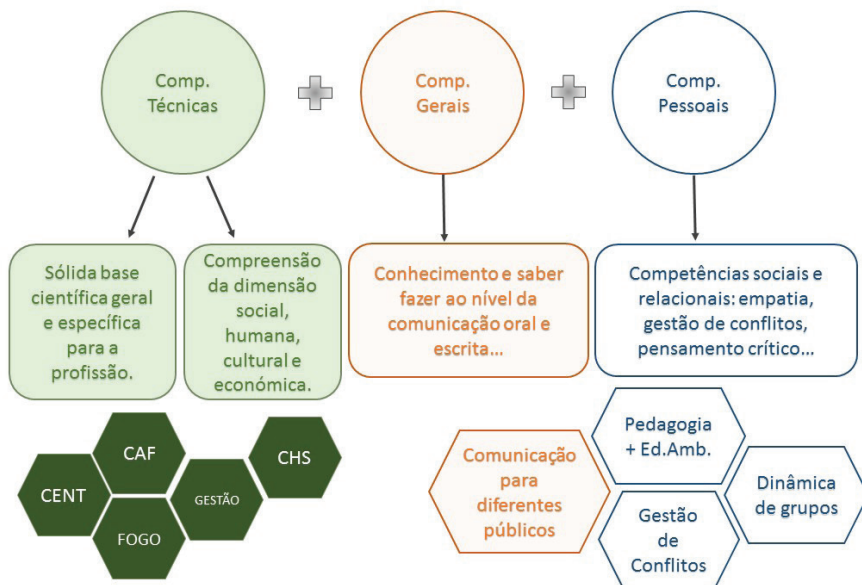 Comp.
Técnicas
Comp.
Gerais
Comp.
Pessoais
Sólida base
científica geral
e específica
para a
profissão.
Compreensão
da dimensão
social,
humana,
cultural e
económica.
Conhecimento e saber
fazer ao nível da
comunicação oral e
escrita...
Competências sociais e
relacionais: empatia,
gestão de conflitos,
pensamento crítico...
CENT
CAF
FOGO
GESTÃO
CHS
Comunicação
para
diferentes
públicos
Pedagogia
+ Ed.Amb.
Gestão
de
Conflitos
Dinâmica
de grupos